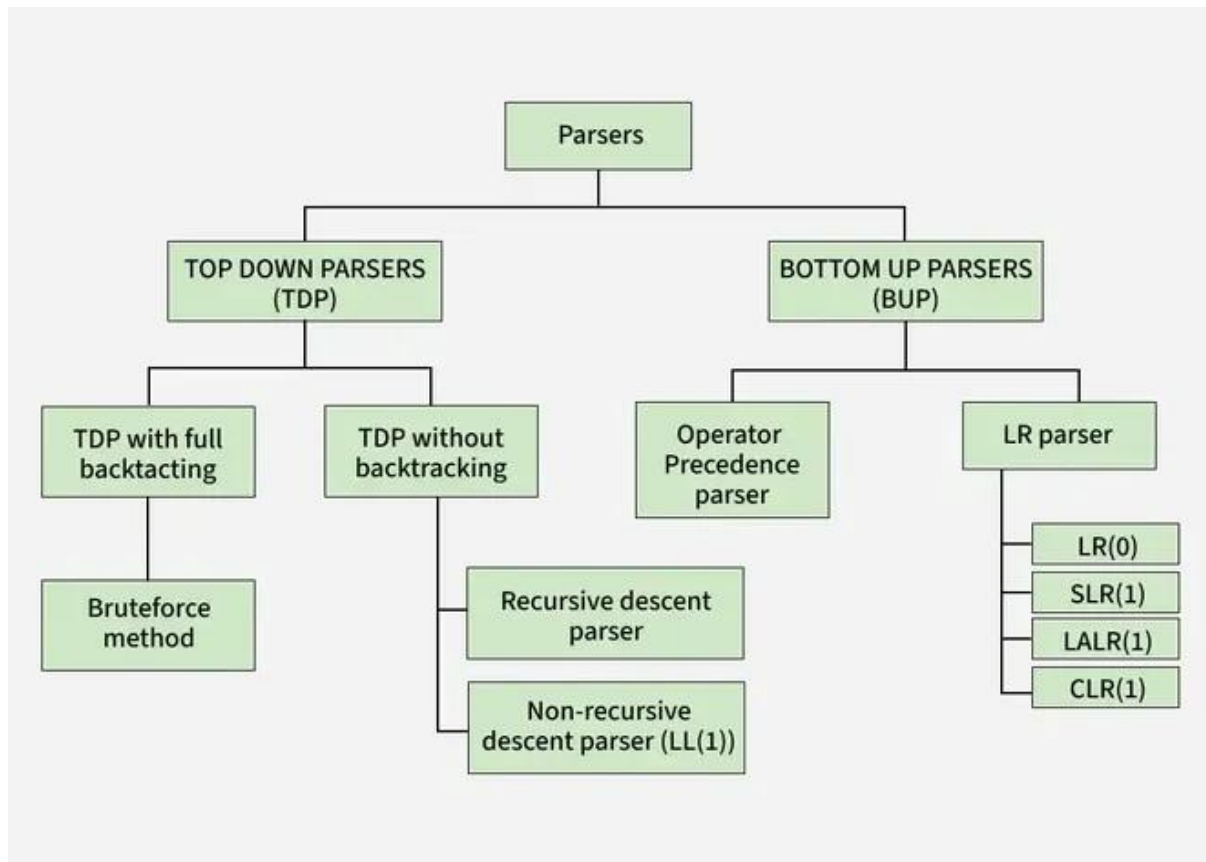 Parsers
TOP DOWN PARSERS
(TDP)
BOTTOM UP PARSERS
(BUP)
TDP with full
backtacting
TDP without
backtracking
Operator
Precedence
parser
LR parser
LR(0)
SLR(1)
LALR(1)
CLR(1)
Bruteforce
method
Recursive descent
parser
Non-recursive
descent parser (LL(1))